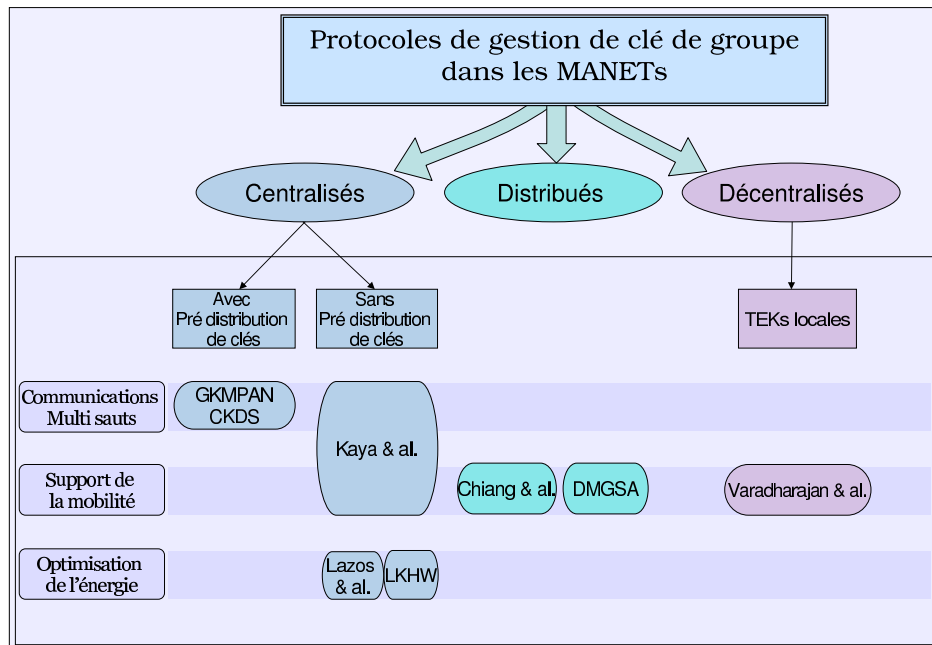 Protocoles de gestion de clé de groupe
dans les MANETs
Centralisés
Distribués
Décentralisés
Avec
Pré distribution
de clés
Sans
Pré distribution
de clés
TEKs locales
Communications
Multi sauts
GKMPAN
CKDS
Kaya & al.
Support de
la mobilité
Chiang & al.
DMGSA
Varadharajan & al.
Optimisation
de l'énergie
Lazos
& al.
LKHW